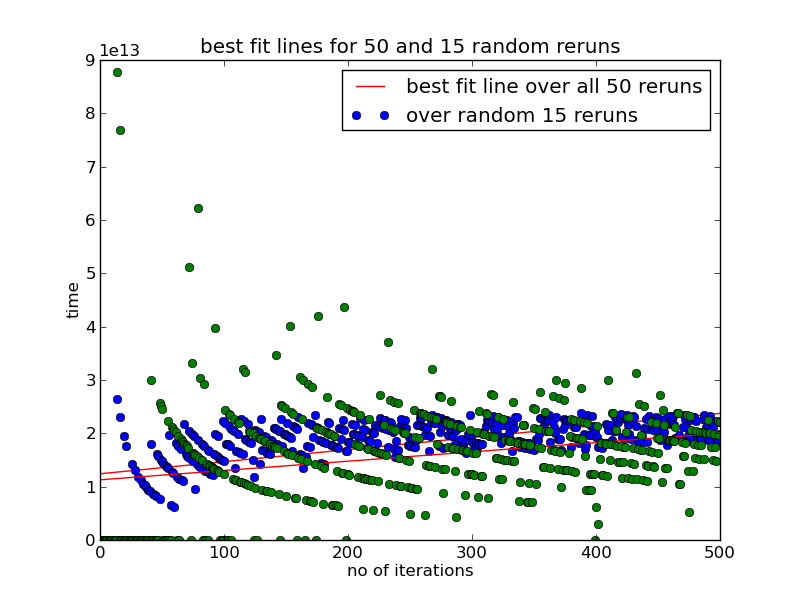 best fit lines for 50 and 15 random reruns
1e13
best fit line over all 50 reruns
over random 15 reruns
9
8
7
6
5
4
3
2
1
0
time
0 100 200 300 400 500
no of iterations